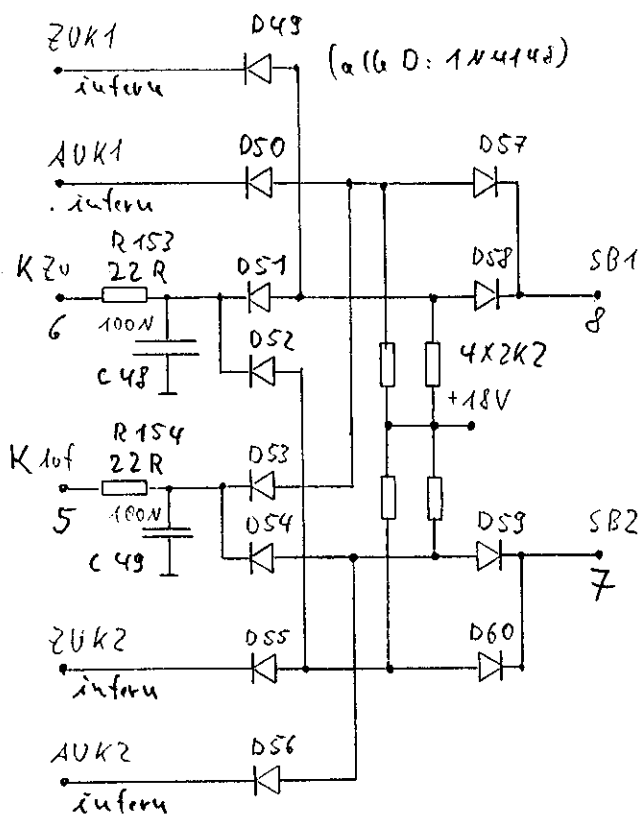 ZUK1
intern
D49
(alle D: 1N4148)
AUK1
. intern
D50
D57
KZu
R153
22R
6
100N
C48
D51
D58
SB1
8
D52
4X2K2
+18V
KAuf
R154
22R
5
100N
C49
D53
D54
D59
SB2
7
ZUK2
intern
D55
D60
AUK2
intern
D56